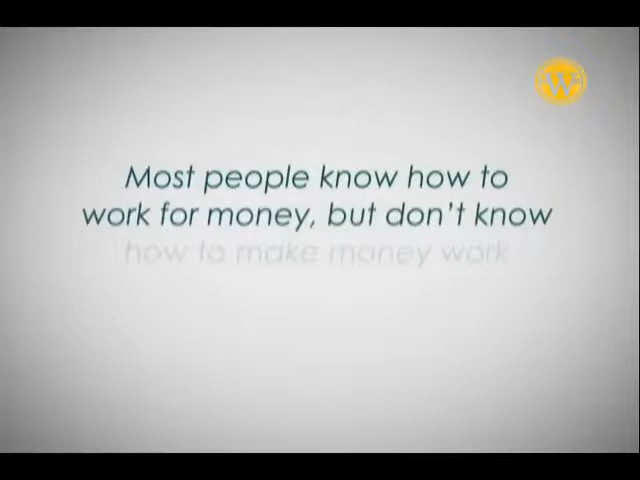 W
Most people know how to
work for money, but don't know
how to make money work